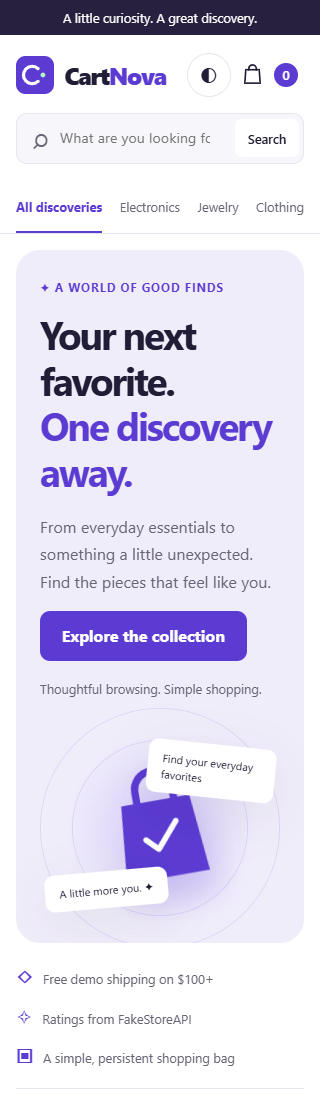 A little curiosity. A great discovery.
CartNova
0
What are you looking fo
Search
All discoveries Electronics Jewelry Clothing
✦ A WORLD OF GOOD FINDS
Your next
favorite.
One discovery
away.
From everyday essentials to
something a little unexpected.
Find the pieces that feel like you.
Explore the collection
Thoughtful browsing. Simple shopping.
Find your everyday
favorites
A little more you. ✦
Free demo shipping on $100+
Ratings from FakeStoreAPI
A simple, persistent shopping bag